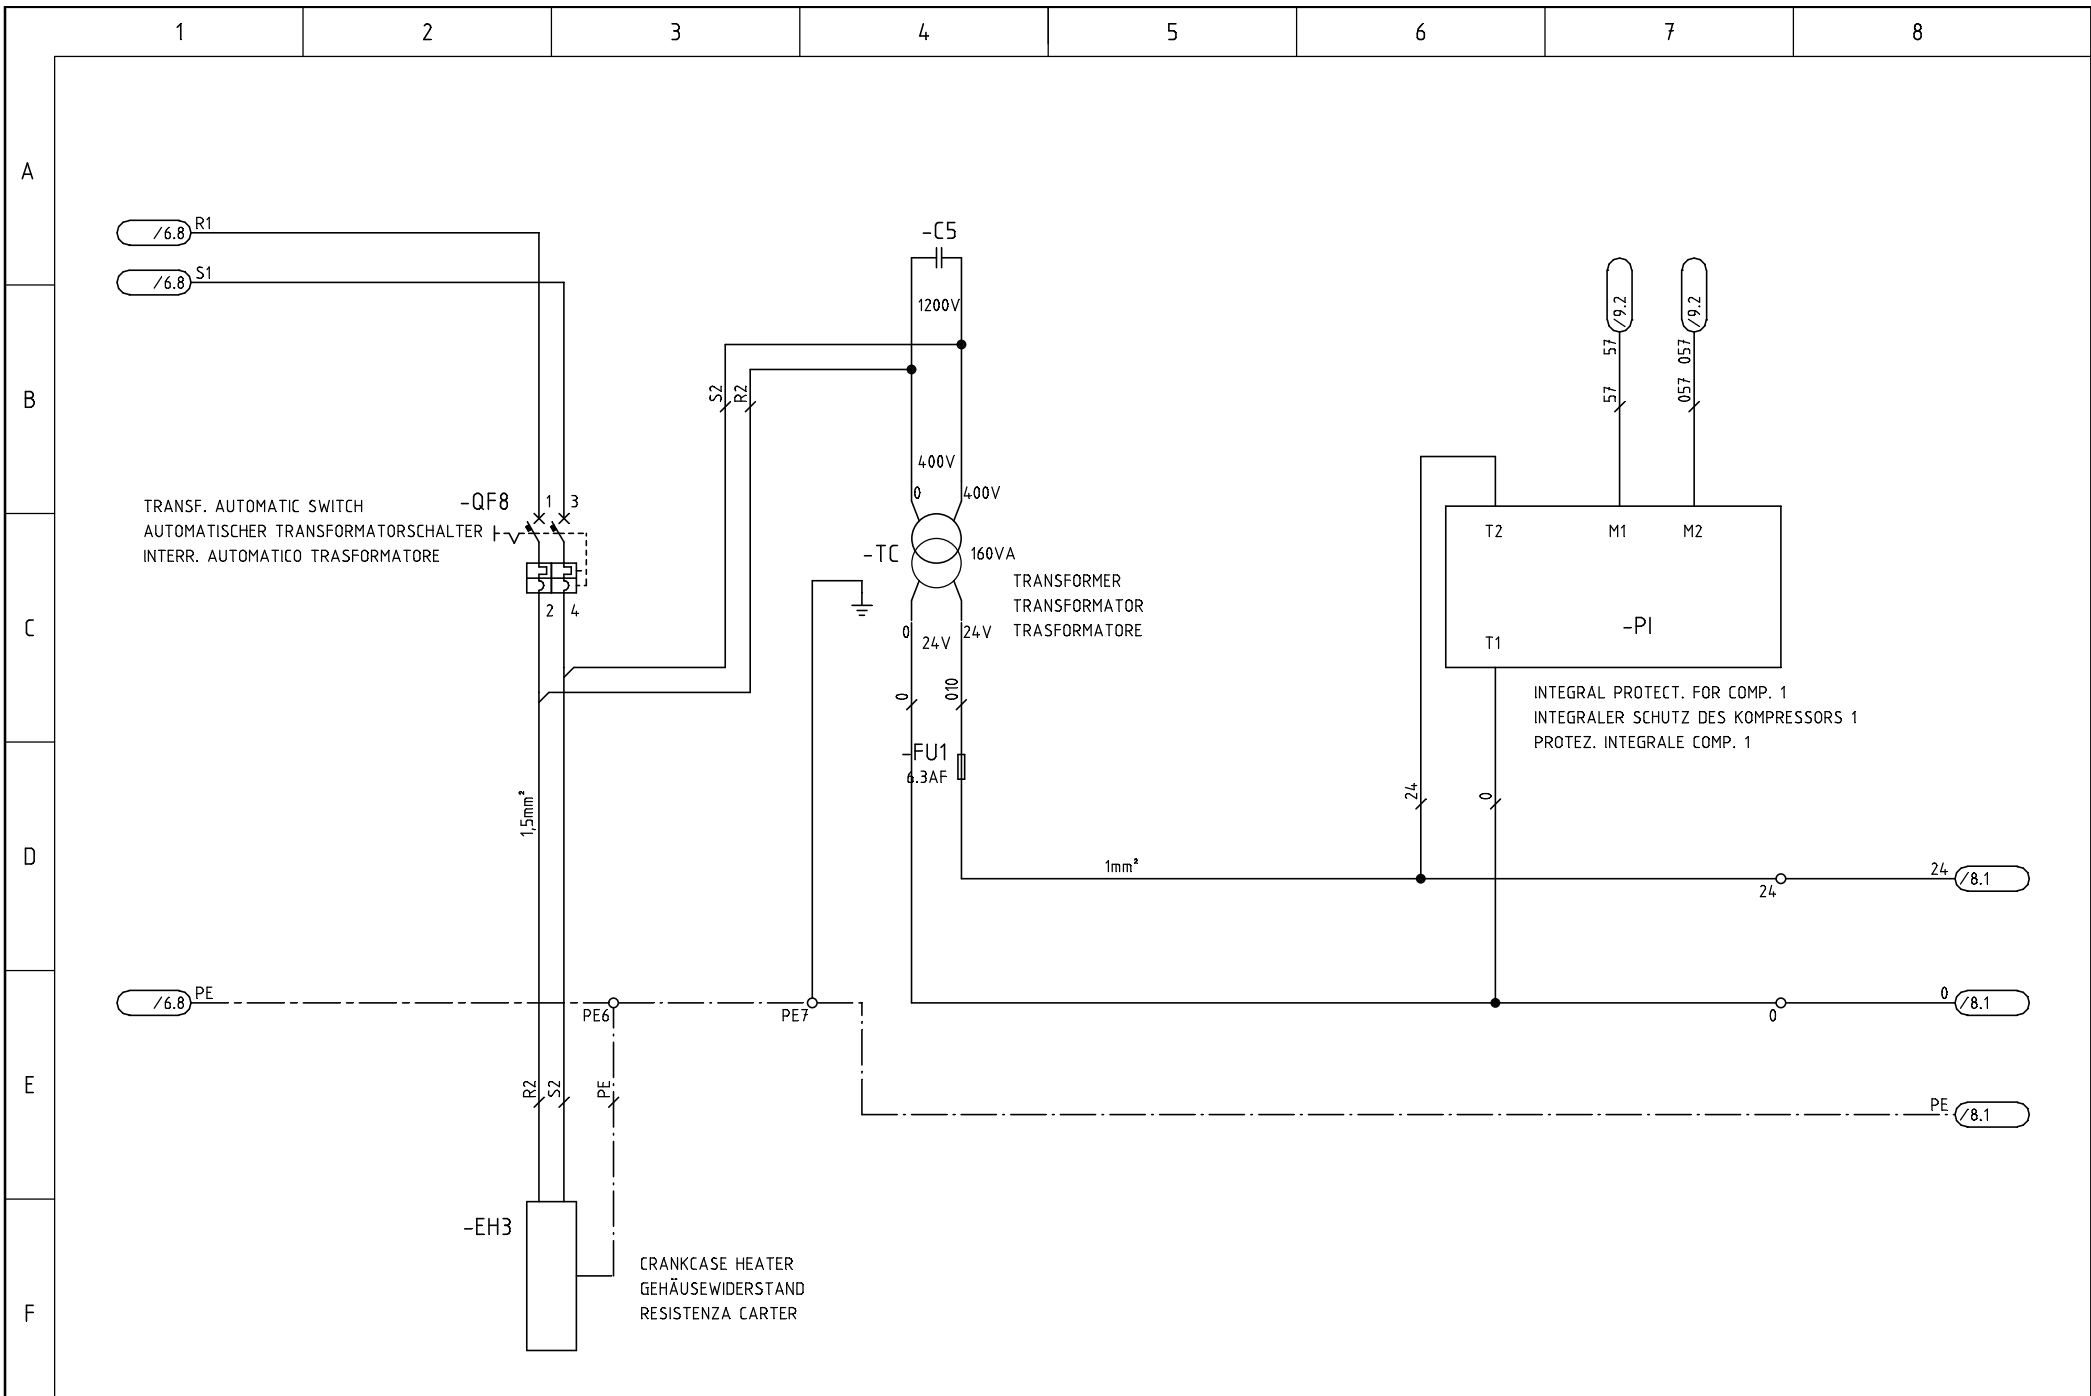 1 2 3 4 5 6 7 8
A
/6.8 R1
-C5
/6.8 S1
1200V
/9.2 /9.2
57 057
B
S2 R2
57 057
400V
0 400V
TRANSF. AUTOMATIC SWITCH
AUTOMATISCHER TRANSFORMATORSCHALTER
INTERR. AUTOMATICO TRASFORMATORE
-QF8 1 3
2 4
-TC 160VA
TRANSFORMER
TRANSFORMATOR
TRASFORMATORE
T2 M1 M2
C
0 24V 24V
-PI
T1
0 010
INTEGRAL PROTECT. FOR COMP. 1
INTEGRALER SCHUTZ DES KOMPRESSORS 1
PROTEZ. INTEGRALE COMP. 1
-FU1
6.3AF
1,5mm²
24 0
D
1mm²
24
24 /8.1
/6.8 PE
PE6
PE7
0
0 /8.1
E
R2 S2 PE
PE /8.1
-EH3
CRANKCASE HEATER
GEHÄUSEWIDERSTAND
RESISTENZA CARTER
F